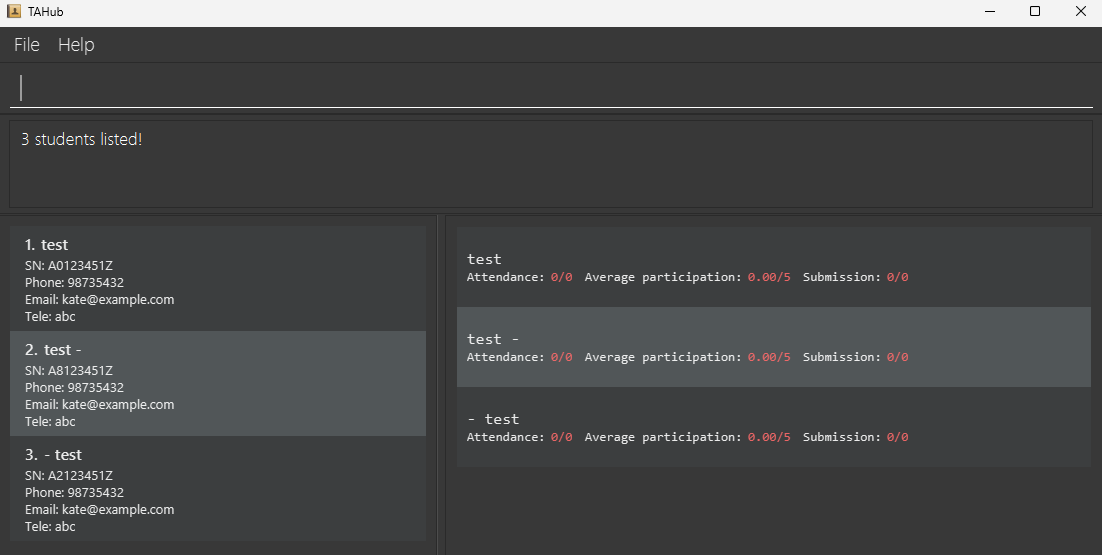 TAHub
File Help
3 students listed!
1. test
SN: A0123451Z
Phone: 98735432
Email: kate@example.com
Tele: abc
2. test -
SN: A8123451Z
Phone: 98735432
Email: kate@example.com
Tele: abc
3. - test
SN: A2123451Z
Phone: 98735432
Email: kate@example.com
Tele: abc
test
Attendance: 0/0 Average participation: 0.00/5 Submission: 0/0
test -
Attendance: 0/0 Average participation: 0.00/5 Submission: 0/0
- test
Attendance: 0/0 Average participation: 0.00/5 Submission: 0/0